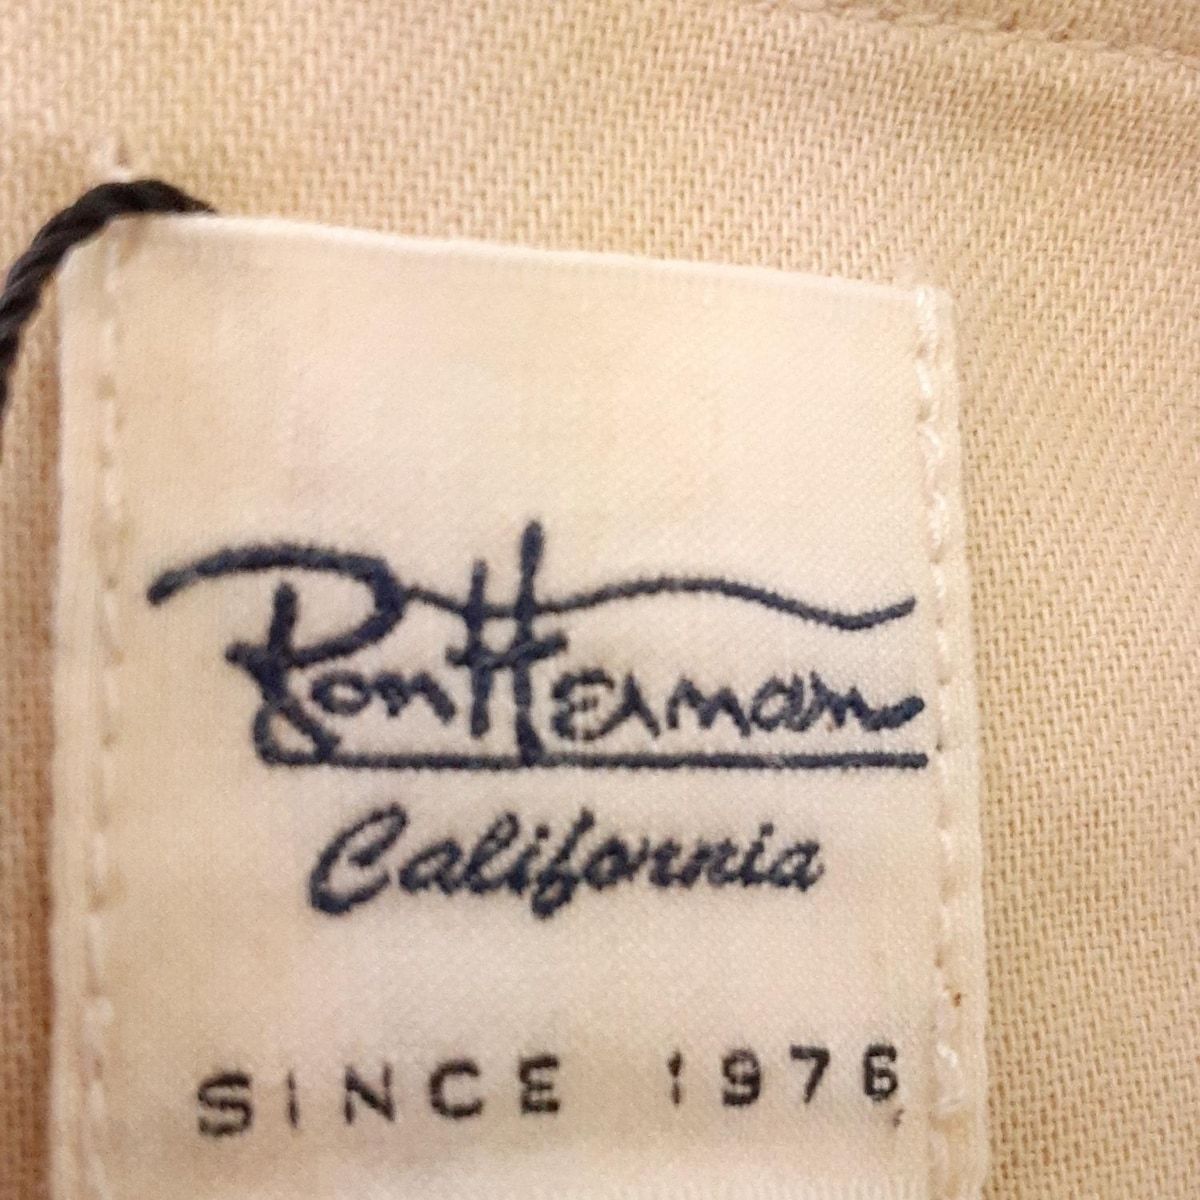 Ron Herman
California
SINCE 1976